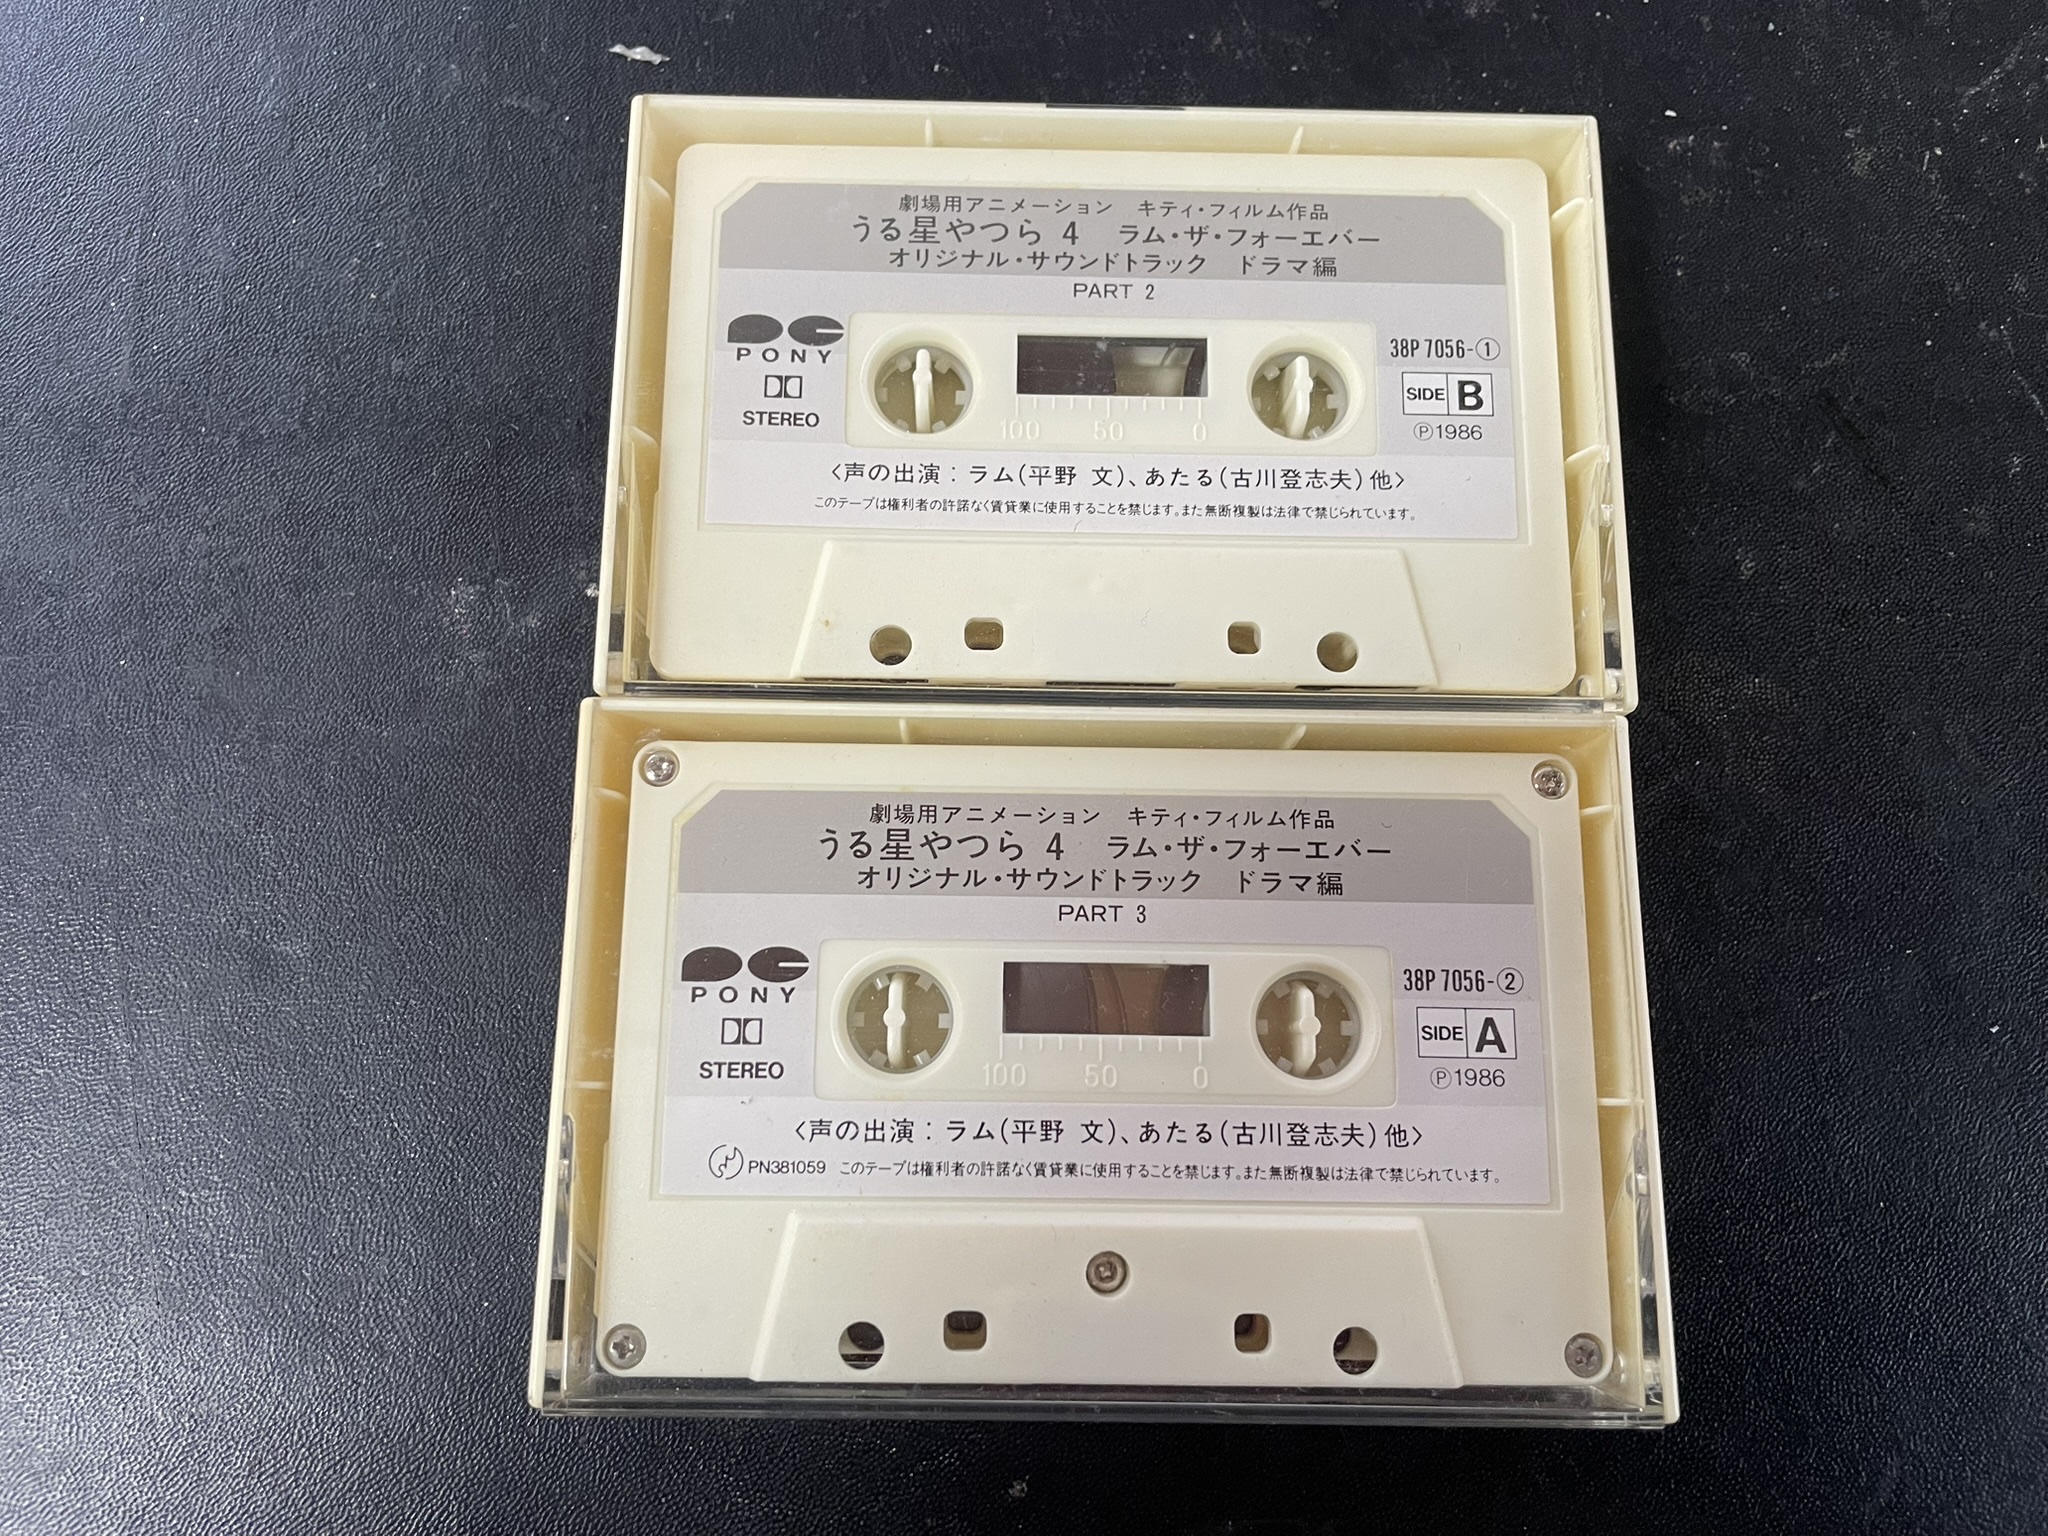 劇場用アニメーション　キティ・フィルム作品
うる星やつら 4　ラム・ザ・フォーエバー
オリジナル・サウンドトラック　ドラマ編
PART 2
PC
PONY
STEREO
38P 7056-①
SIDE B
Ⓟ1986
100 50 0
〈声の出演：ラム(平野 文)、あたる(古川登志夫)他〉
このテープは権利者の許諾なく賃貸業に使用することを禁じます。また無断複製は法律で禁じられています。
劇場用アニメーション　キティ・フィルム作品
うる星やつら 4　ラム・ザ・フォーエバー
オリジナル・サウンドトラック　ドラマ編
PART 3
PC
PONY
STEREO
38P 7056-②
SIDE A
Ⓟ1986
100 50 0
〈声の出演：ラム(平野 文)、あたる(古川登志夫)他〉
PN381059 このテープは権利者の許諾なく賃貸業に使用することを禁じます。また無断複製は法律で禁じられています。